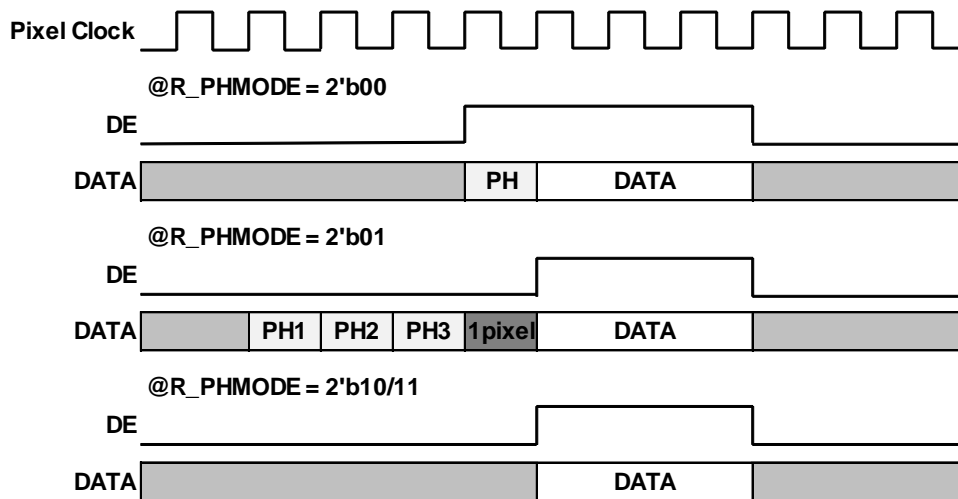 Pixel Clock
@R_PHMODE = 2'b00
DE
DATA PH DATA
@R_PHMODE = 2'b01
DE
DATA PH1 PH2 PH3 1pixel DATA
@R_PHMODE = 2'b10/11
DE
DATA DATA